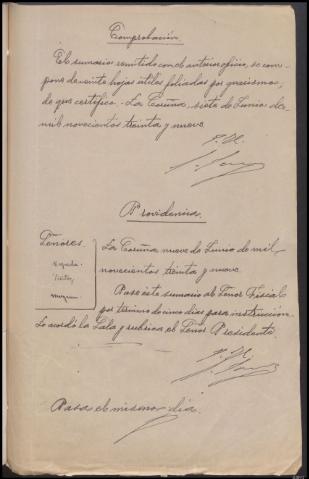 Comprobación
El sumario remitido con el anterior oficio, se com-
pone de veinte hojas útiles foliadas por guarismos,
de que certifico. - La Coruña, siete de Junio de
mil novecientos treinta y nueve.
Providencia.
Señores.
La Coruña nueve de Junio de mil
novecientos treinta y nueve
Pase éste sumario al Señor Fiscal
por término de cinco días para instrucción.
Lo acordó la Sala y rubrica el Señor Presidente.
Pasa el mismo día.